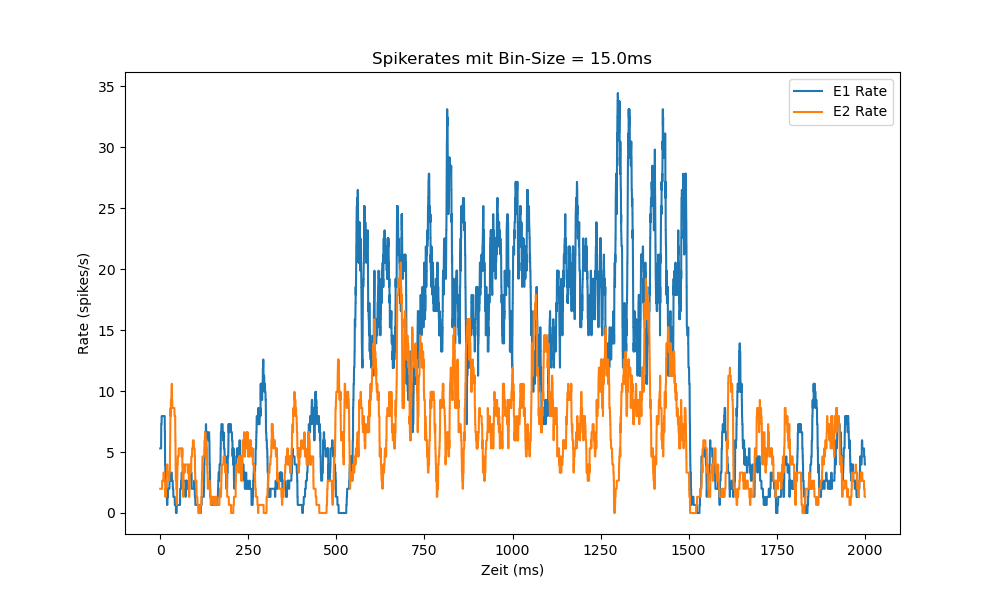 Spikerates mit Bin-Size = 15.0ms
E1 Rate
E2 Rate
Rate (spikes/s)
35
30
25
20
15
10
5
0
0 250 500 750 1000 1250 1500 1750 2000
Zeit (ms)